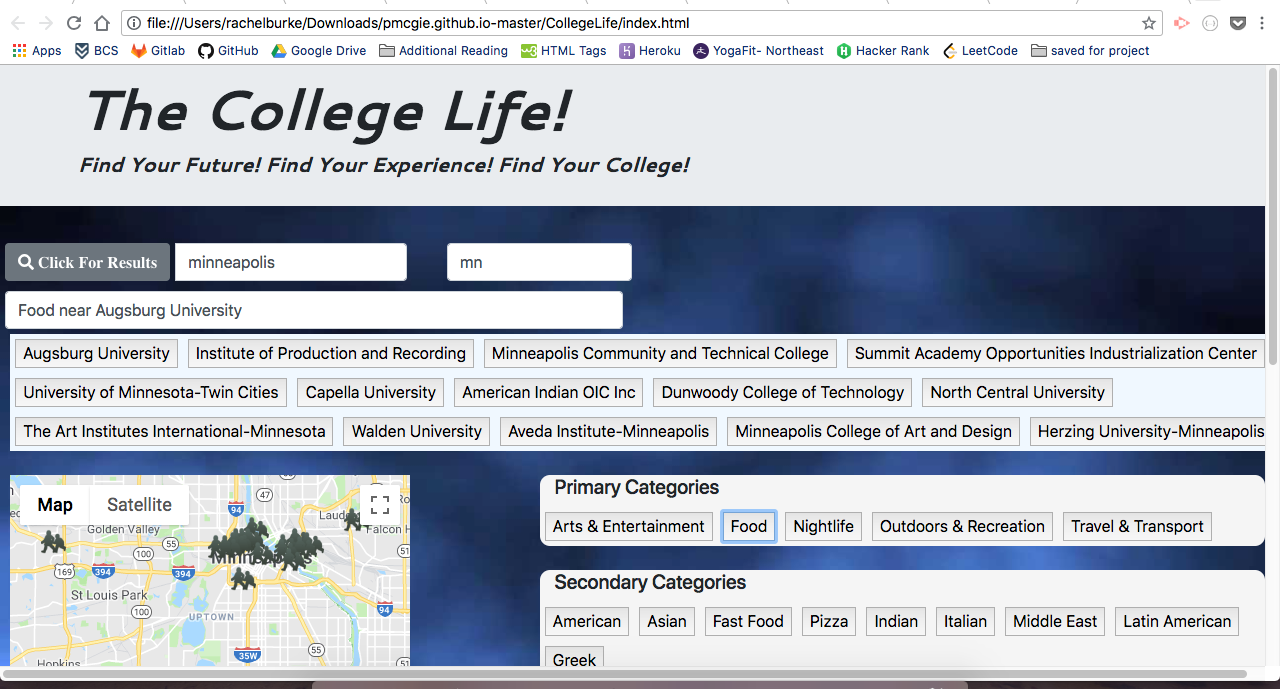 file:///Users/rachelburke/Downloads/pmcgie.github.io-master/CollegeLife/index.html
Apps BCS Gitlab GitHub Google Drive Additional Reading HTML Tags Heroku YogaFit- Northeast Hacker Rank LeetCode saved for project
The College Life!
Find Your Future! Find Your Experience! Find Your College!
Click For Results minneapolis mn
Food near Augsburg University
Augsburg University Institute of Production and Recording Minneapolis Community and Technical College Summit Academy Opportunities Industrialization Center
University of Minnesota-Twin Cities Capella University American Indian OIC Inc Dunwoody College of Technology North Central University
The Art Institutes International-Minnesota Walden University Aveda Institute-Minneapolis Minneapolis College of Art and Design Herzing University-Minneapolis
Map Satellite
47
94
Golden Valley
55
Falcon H
100
51
169
394
394
St Louis Park
100
UPTOWN
94
35W
55
51
Hopkins
Primary Categories
Arts & Entertainment Food Nightlife Outdoors & Recreation Travel & Transport
Secondary Categories
American Asian Fast Food Pizza Indian Italian Middle East Latin American
Greek